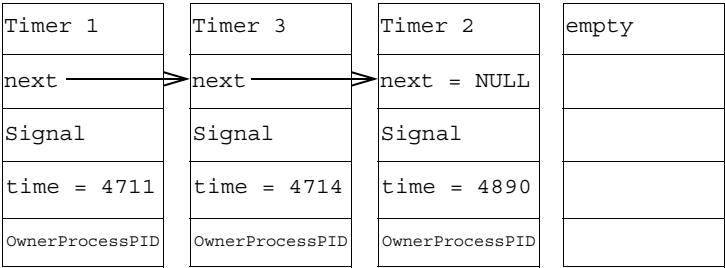 Timer 1
next
Signal
time = 4711
OwnerProcessPID
Timer 3
next
Signal
time = 4714
OwnerProcessPID
Timer 2
next = NULL
Signal
time = 4890
OwnerProcessPID
empty